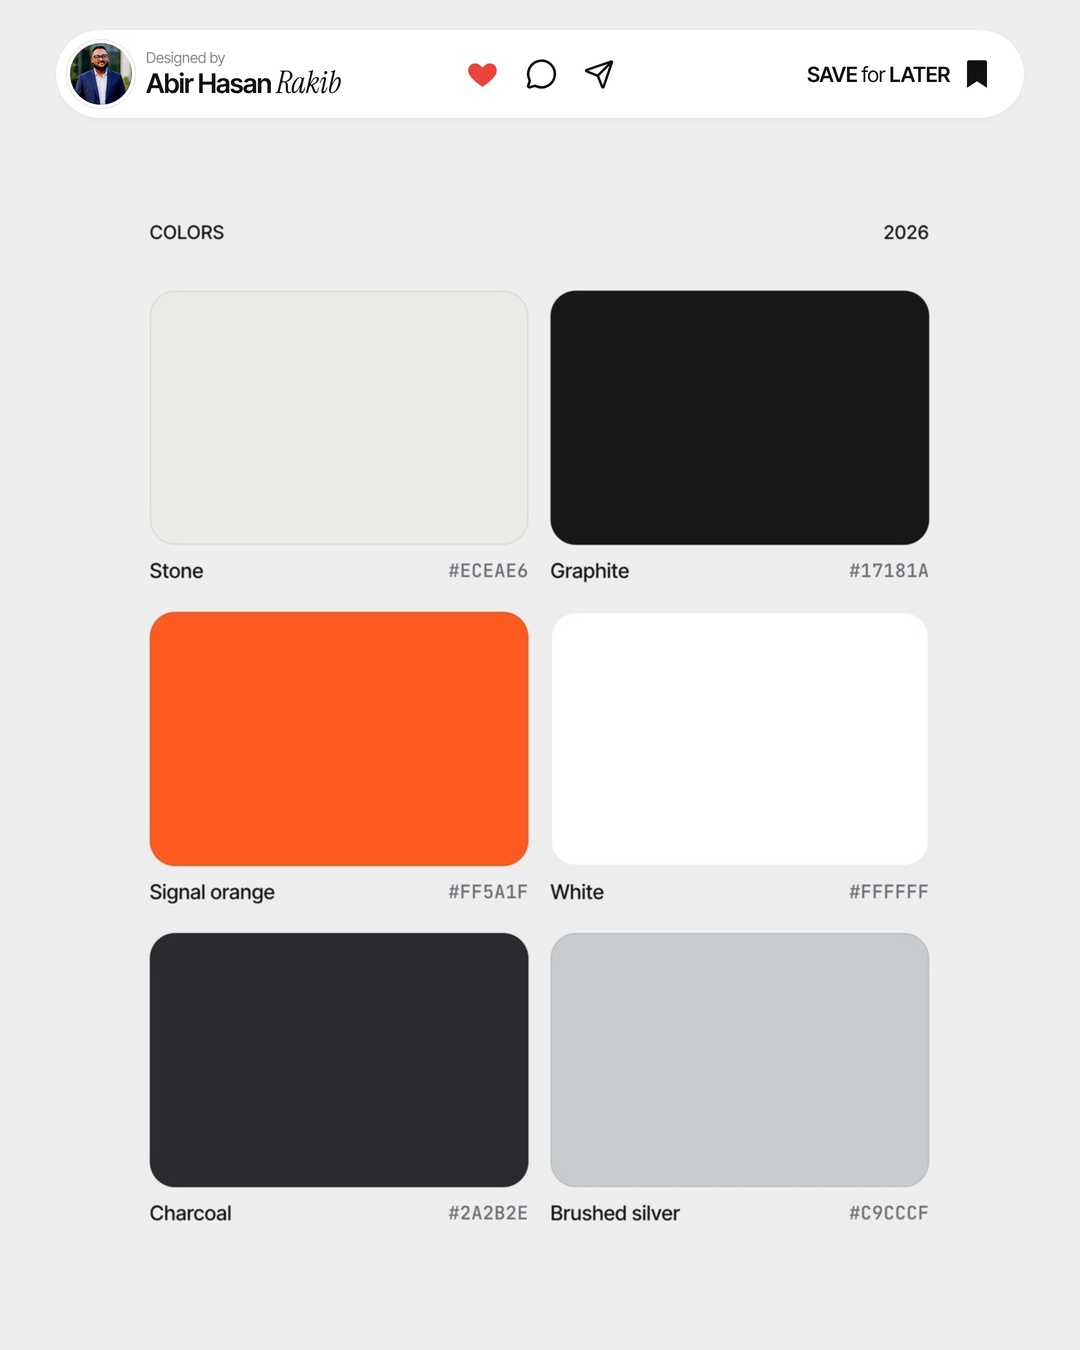 Designed by
Abir Hasan Rakib
SAVE for LATER
COLORS
2026
Stone
#ECEAE6
Graphite
#17181A
Signal orange
#FF5A1F
White
#FFFFFF
Charcoal
#2A2B2E
Brushed silver
#C9CCCF